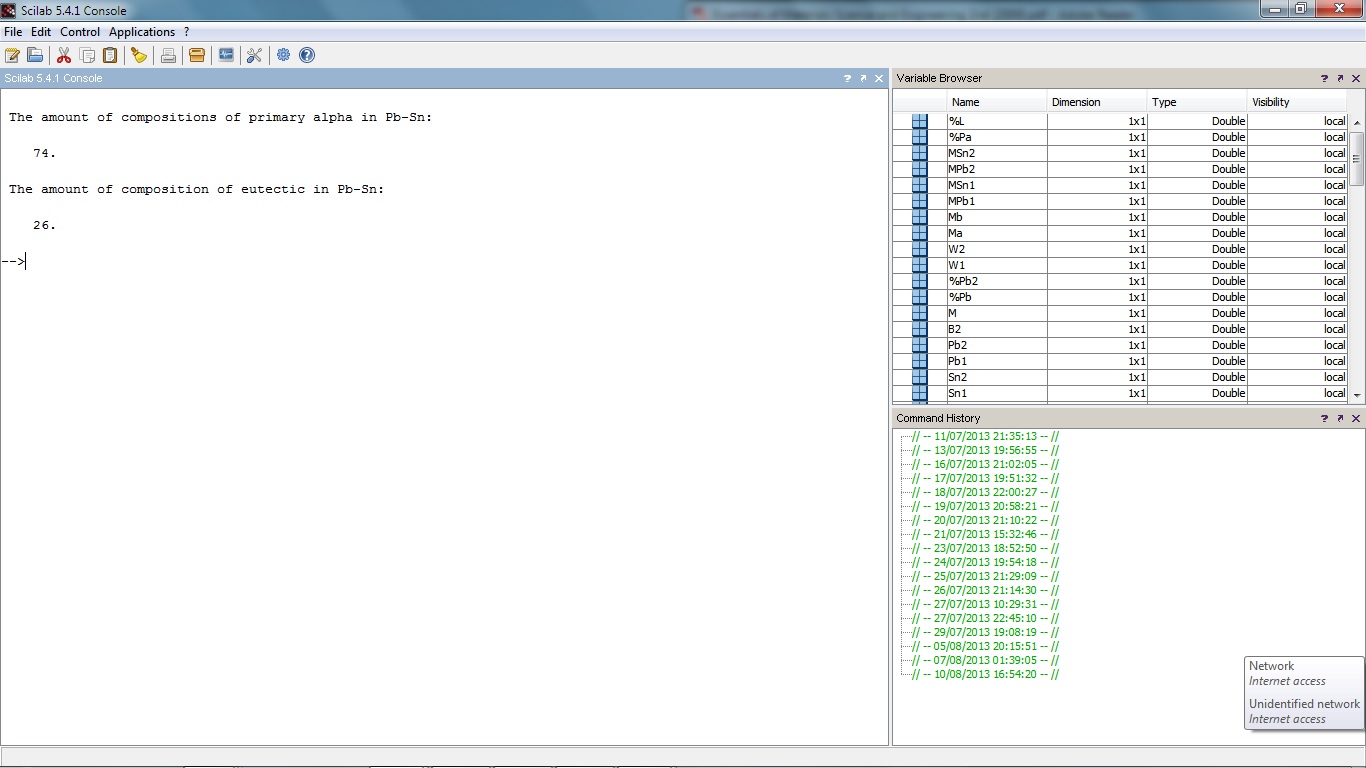 Scilab 5.4.1 Console
File Edit Control Applications ?
Scilab 5.4.1 Console ?
The amount of compositions of primary alpha in Pb-Sn:
74.
The amount of composition of eutectic in Pb-Sn:
26.
-->
Variable Browser ?
Name Dimension Type Visibility
%L 1x1 Double local
%Pa 1x1 Double local
MSn2 1x1 Double local
MPb2 1x1 Double local
MSn1 1x1 Double local
MPb1 1x1 Double local
Mb 1x1 Double local
Ma 1x1 Double local
W2 1x1 Double local
W1 1x1 Double local
%Pb2 1x1 Double local
%Pb 1x1 Double local
M 1x1 Double local
B2 1x1 Double local
Pb2 1x1 Double local
Pb1 1x1 Double local
Sn2 1x1 Double local
Sn1 1x1 Double local
Command History ?
// -- 11/07/2013 21:35:13 -- //
// -- 13/07/2013 19:56:55 -- //
// -- 16/07/2013 21:02:05 -- //
// -- 17/07/2013 19:51:32 -- //
// -- 18/07/2013 22:00:27 -- //
// -- 19/07/2013 20:58:21 -- //
// -- 20/07/2013 21:10:22 -- //
// -- 21/07/2013 15:32:46 -- //
// -- 23/07/2013 18:52:50 -- //
// -- 24/07/2013 19:54:18 -- //
// -- 25/07/2013 21:29:09 -- //
// -- 26/07/2013 21:14:30 -- //
// -- 27/07/2013 10:29:31 -- //
// -- 27/07/2013 22:45:10 -- //
// -- 29/07/2013 19:08:19 -- //
// -- 05/08/2013 20:15:51 -- //
// -- 07/08/2013 01:39:05 -- //
// -- 10/08/2013 16:54:20 -- //
Network
Internet access
Unidentified network
Internet access